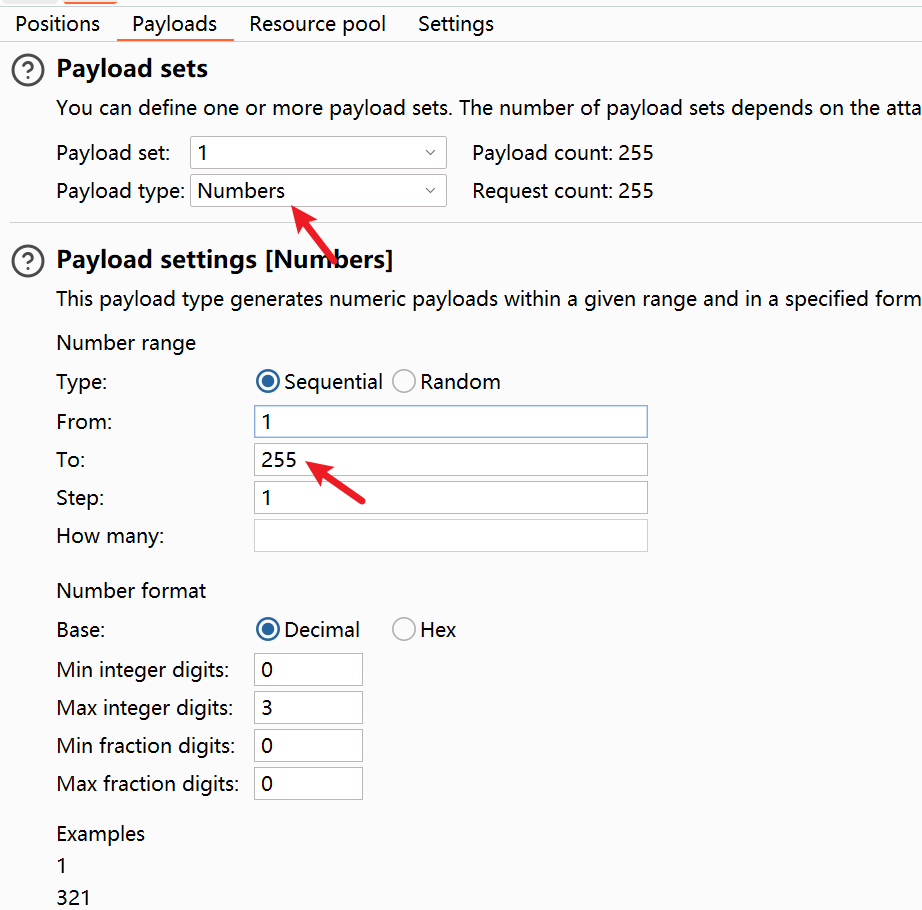 Positions Payloads Resource pool Settings
? Payload sets
You can define one or more payload sets. The number of payload sets depends on the atta
Payload set: 1 Payload count: 255
Payload type: Numbers Request count: 255
? Payload settings [Numbers]
This payload type generates numeric payloads within a given range and in a specified form
Number range
Type: Sequential Random
From: 1
To: 255
Step: 1
How many:
Number format
Base: Decimal Hex
Min integer digits: 0
Max integer digits: 3
Min fraction digits: 0
Max fraction digits: 0
Examples
1
321